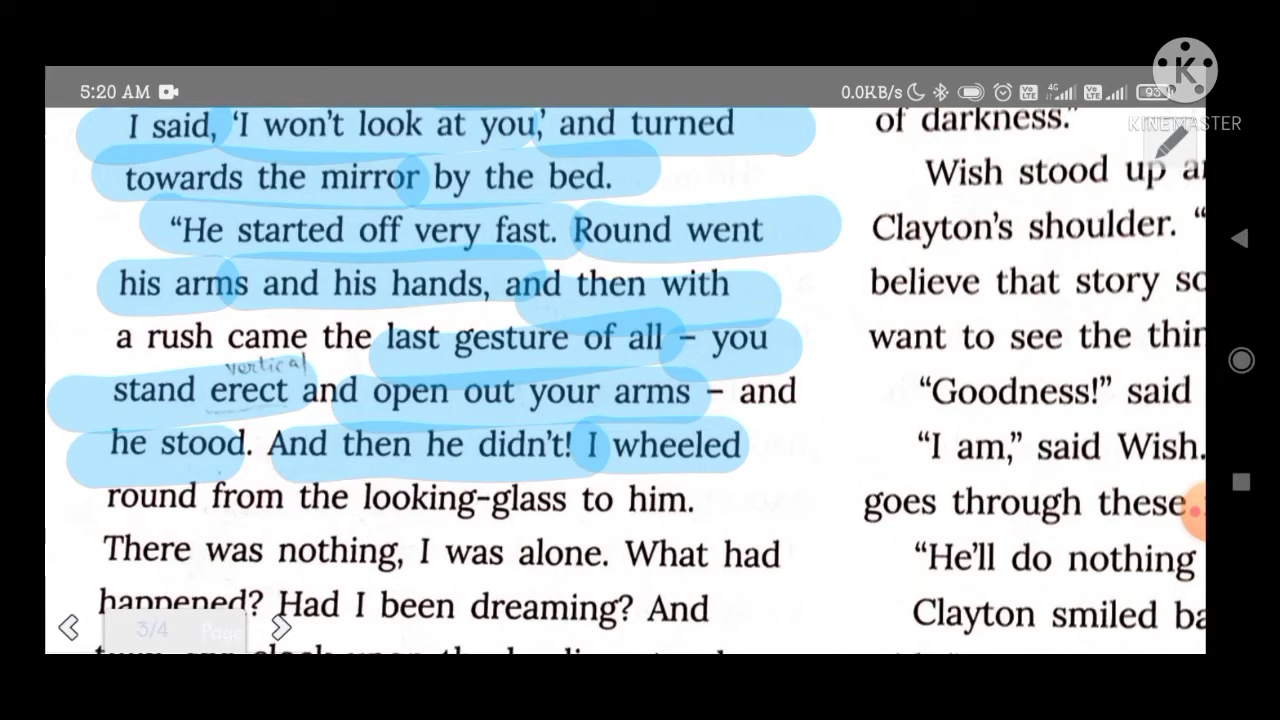 5:20 AM
0.0KB/s
4G
93
KINEMASTER
I said, ‘I won’t look at you,’ and turned
towards the mirror by the bed.
“He started off very fast. Round went
his arms and his hands, and then with
a rush came the last gesture of all – you
vertical
stand erect and open out your arms – and
he stood. And then he didn’t! I wheeled
round from the looking-glass to him.
There was nothing, I was alone. What had
happened? Had I been dreaming? And
of darkness.”
Wish stood up
Clayton’s shoulder. “
believe that story
want to see the
“Goodness!” said
“I am,” said Wish.
goes through these
“He’ll do nothing
Clayton smiled
3/4 Page